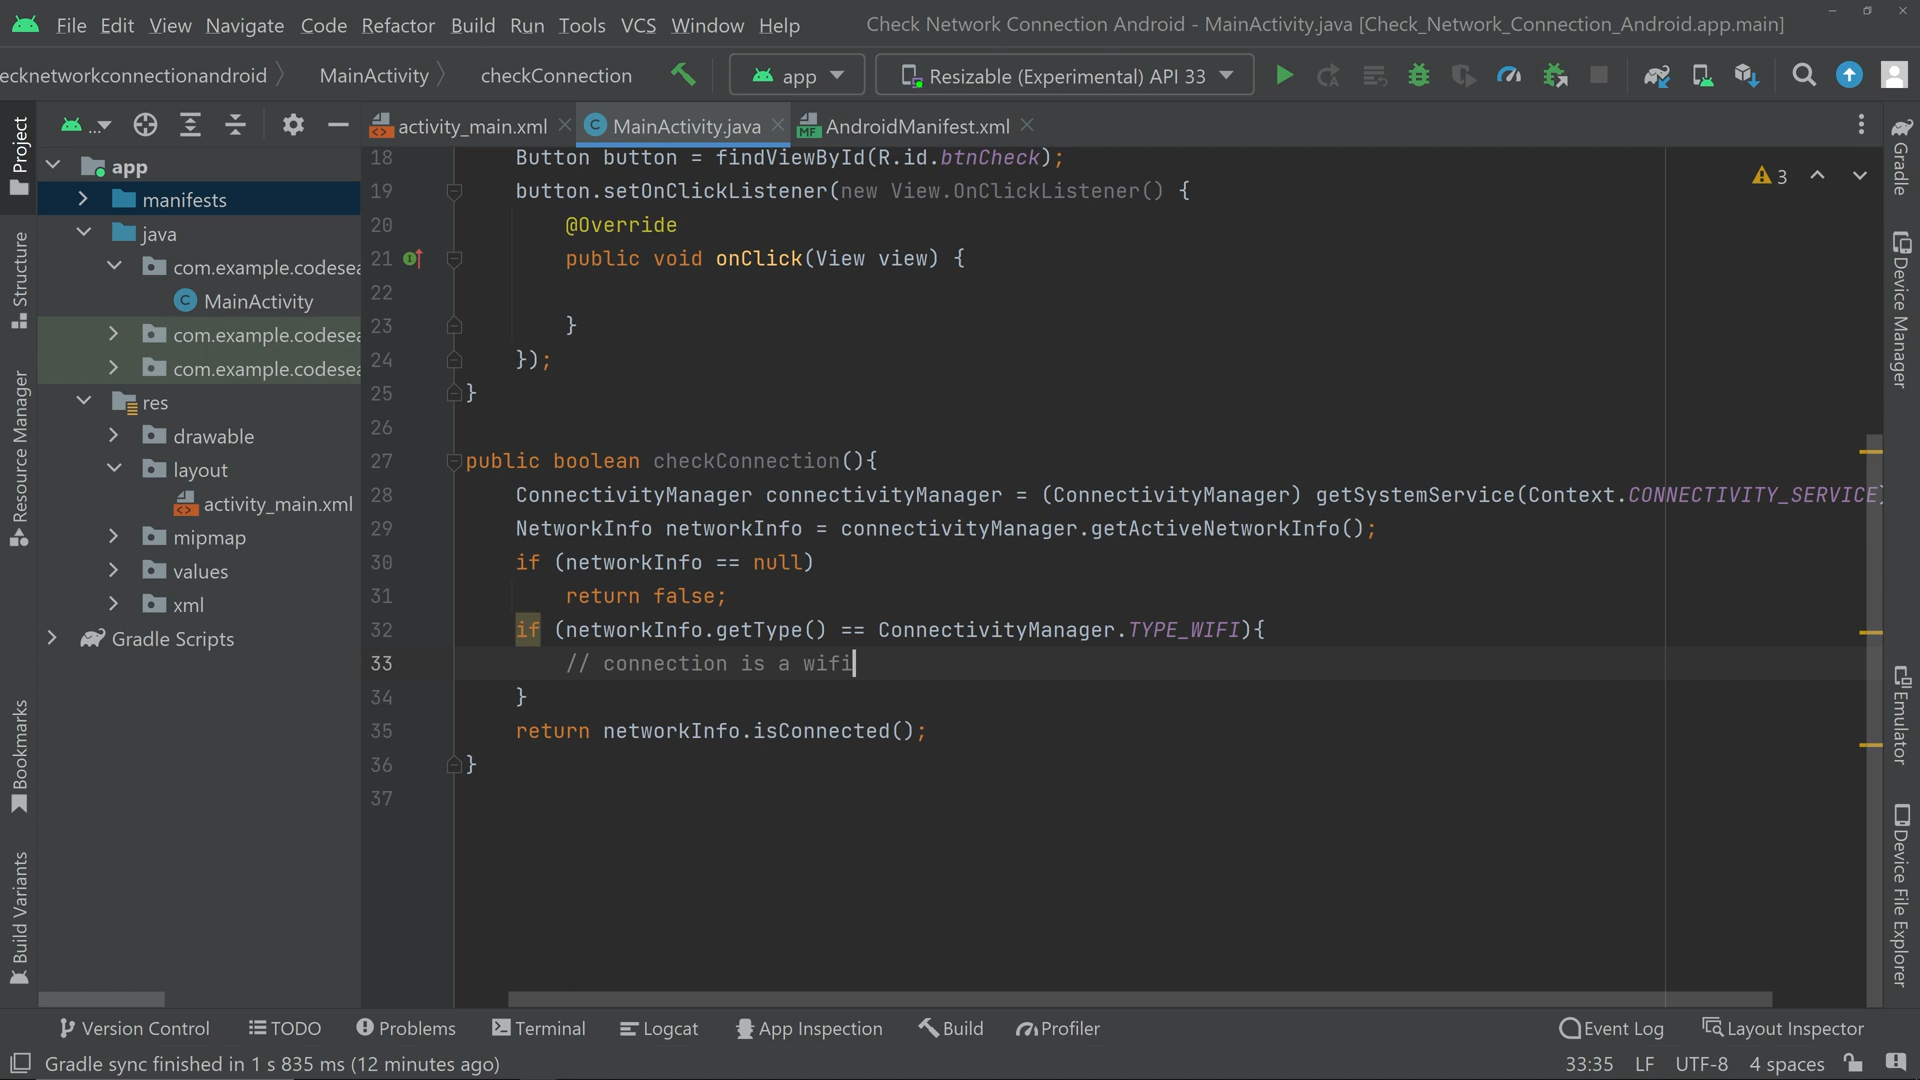 File Edit View Navigate Code Refactor Build Run Tools VCS Window Help
Check Network Connection Android - MainActivity.java [Check_Network_Connection_Android.app.main]
ecknetworkconnectionandroid MainActivity checkConnection
app
Resizable (Experimental) API 33
activity_main.xml
MainActivity.java
AndroidManifest.xml
Project
Structure
Resource Manager
Bookmarks
Build Variants
app
manifests
java
com.example.codesea
MainActivity
com.example.codesea
com.example.codesea
res
drawable
layout
activity_main.xml
mipmap
values
xml
Gradle Scripts
3
18 Button button = findViewById(R.id.btnCheck);
19 button.setOnClickListener(new View.OnClickListener() {
20 @Override
21 public void onClick(View view) {
22
23 }
24 });
25 }
26
27 public boolean checkConnection(){
28 ConnectivityManager connectivityManager = (ConnectivityManager) getSystemService(Context.CONNECTIVITY_SERVICE)
29 NetworkInfo networkInfo = connectivityManager.getActiveNetworkInfo();
30 if (networkInfo == null)
31 return false;
32 if (networkInfo.getType() == ConnectivityManager.TYPE_WIFI){
33 // connection is a wifi
34 }
35 return networkInfo.isConnected();
36 }
37
Gradle
Device Manager
Emulator
Device File Explorer
Version Control TODO Problems Terminal Logcat App Inspection Build Profiler Event Log Layout Inspector
Gradle sync finished in 1 s 835 ms (12 minutes ago)
33:35 LF UTF-8 4 spaces